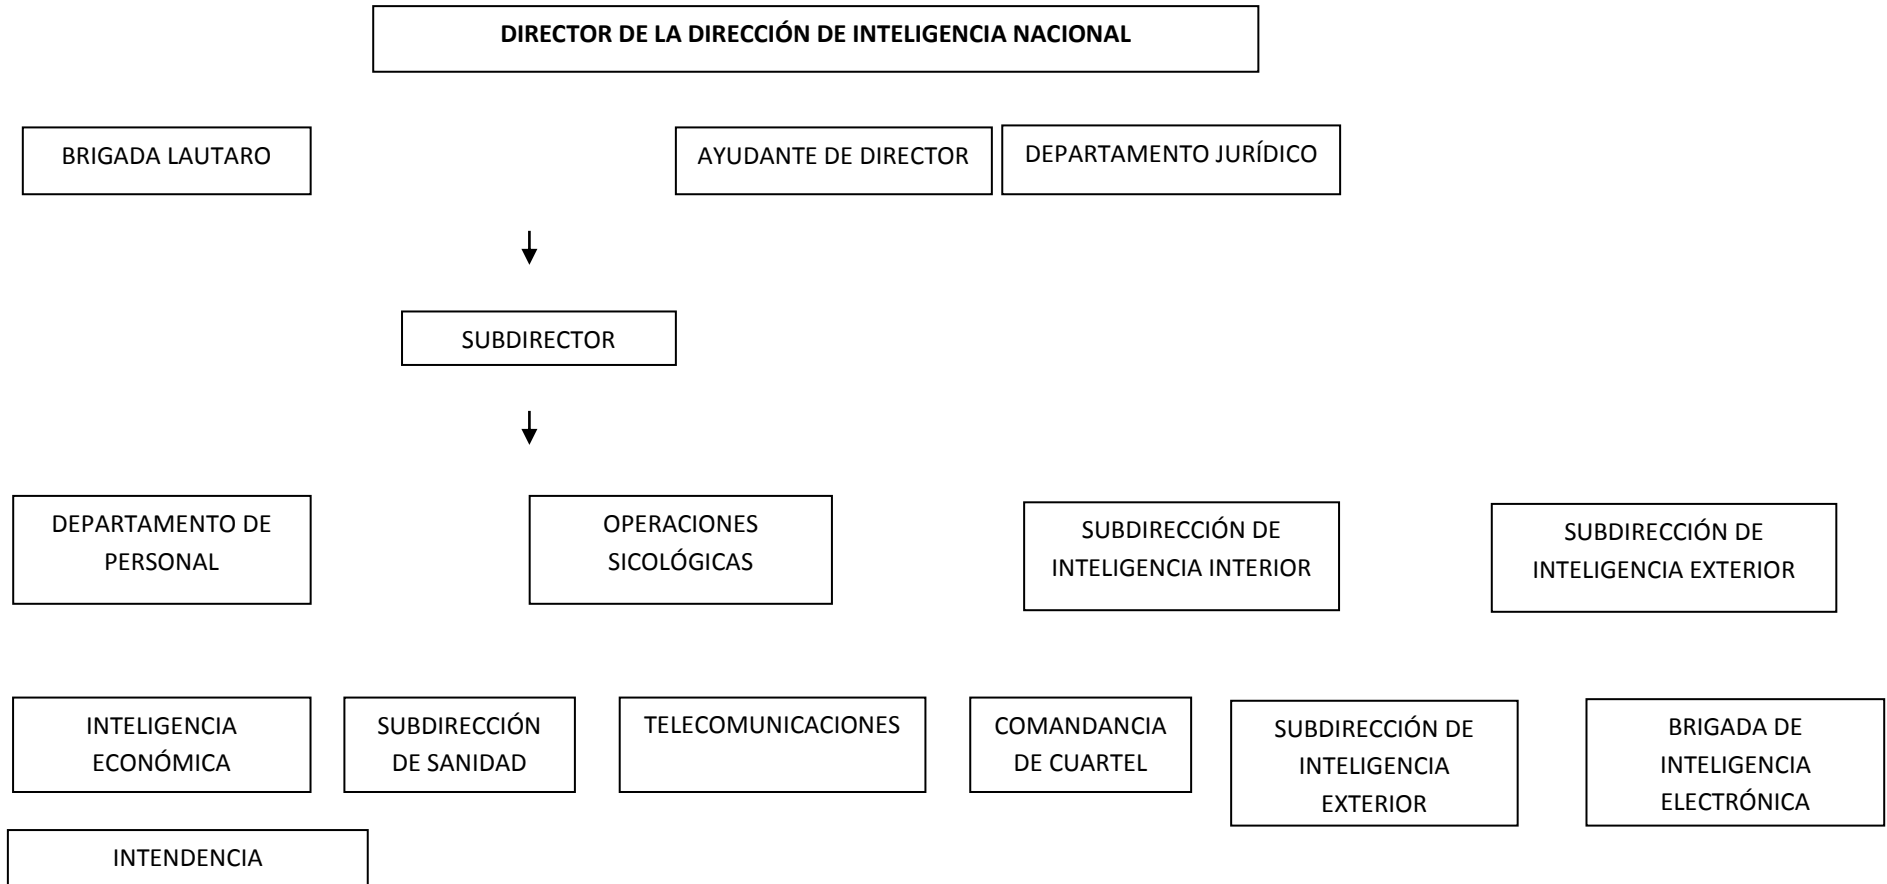 DIRECTOR DE LA DIRECCIÓN DE INTELIGENCIA NACIONAL
BRIGADA LAUTARO
AYUDANTE DE DIRECTOR
DEPARTAMENTO JURÍDICO
SUBDIRECTOR
DEPARTAMENTO DE
PERSONAL
OPERACIONES
SICOLÓGICAS
SUBDIRECCIÓN DE
INTELIGENCIA INTERIOR
SUBDIRECCIÓN DE
INTELIGENCIA EXTERIOR
INTELIGENCIA
ECONÓMICA
SUBDIRECCIÓN
DE SANIDAD
TELECOMUNICACIONES
COMANDANCIA
DE CUARTEL
SUBDIRECCIÓN DE
INTELIGENCIA
EXTERIOR
BRIGADA DE
INTELIGENCIA
ELECTRÓNICA
INTENDENCIA